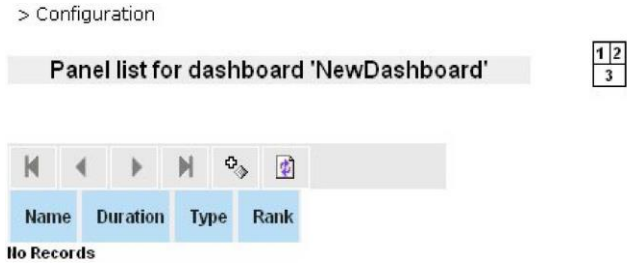 > Configuration
Panel list for dashboard 'NewDashboard'
1 2
3
Name Duration Type Rank
No Records